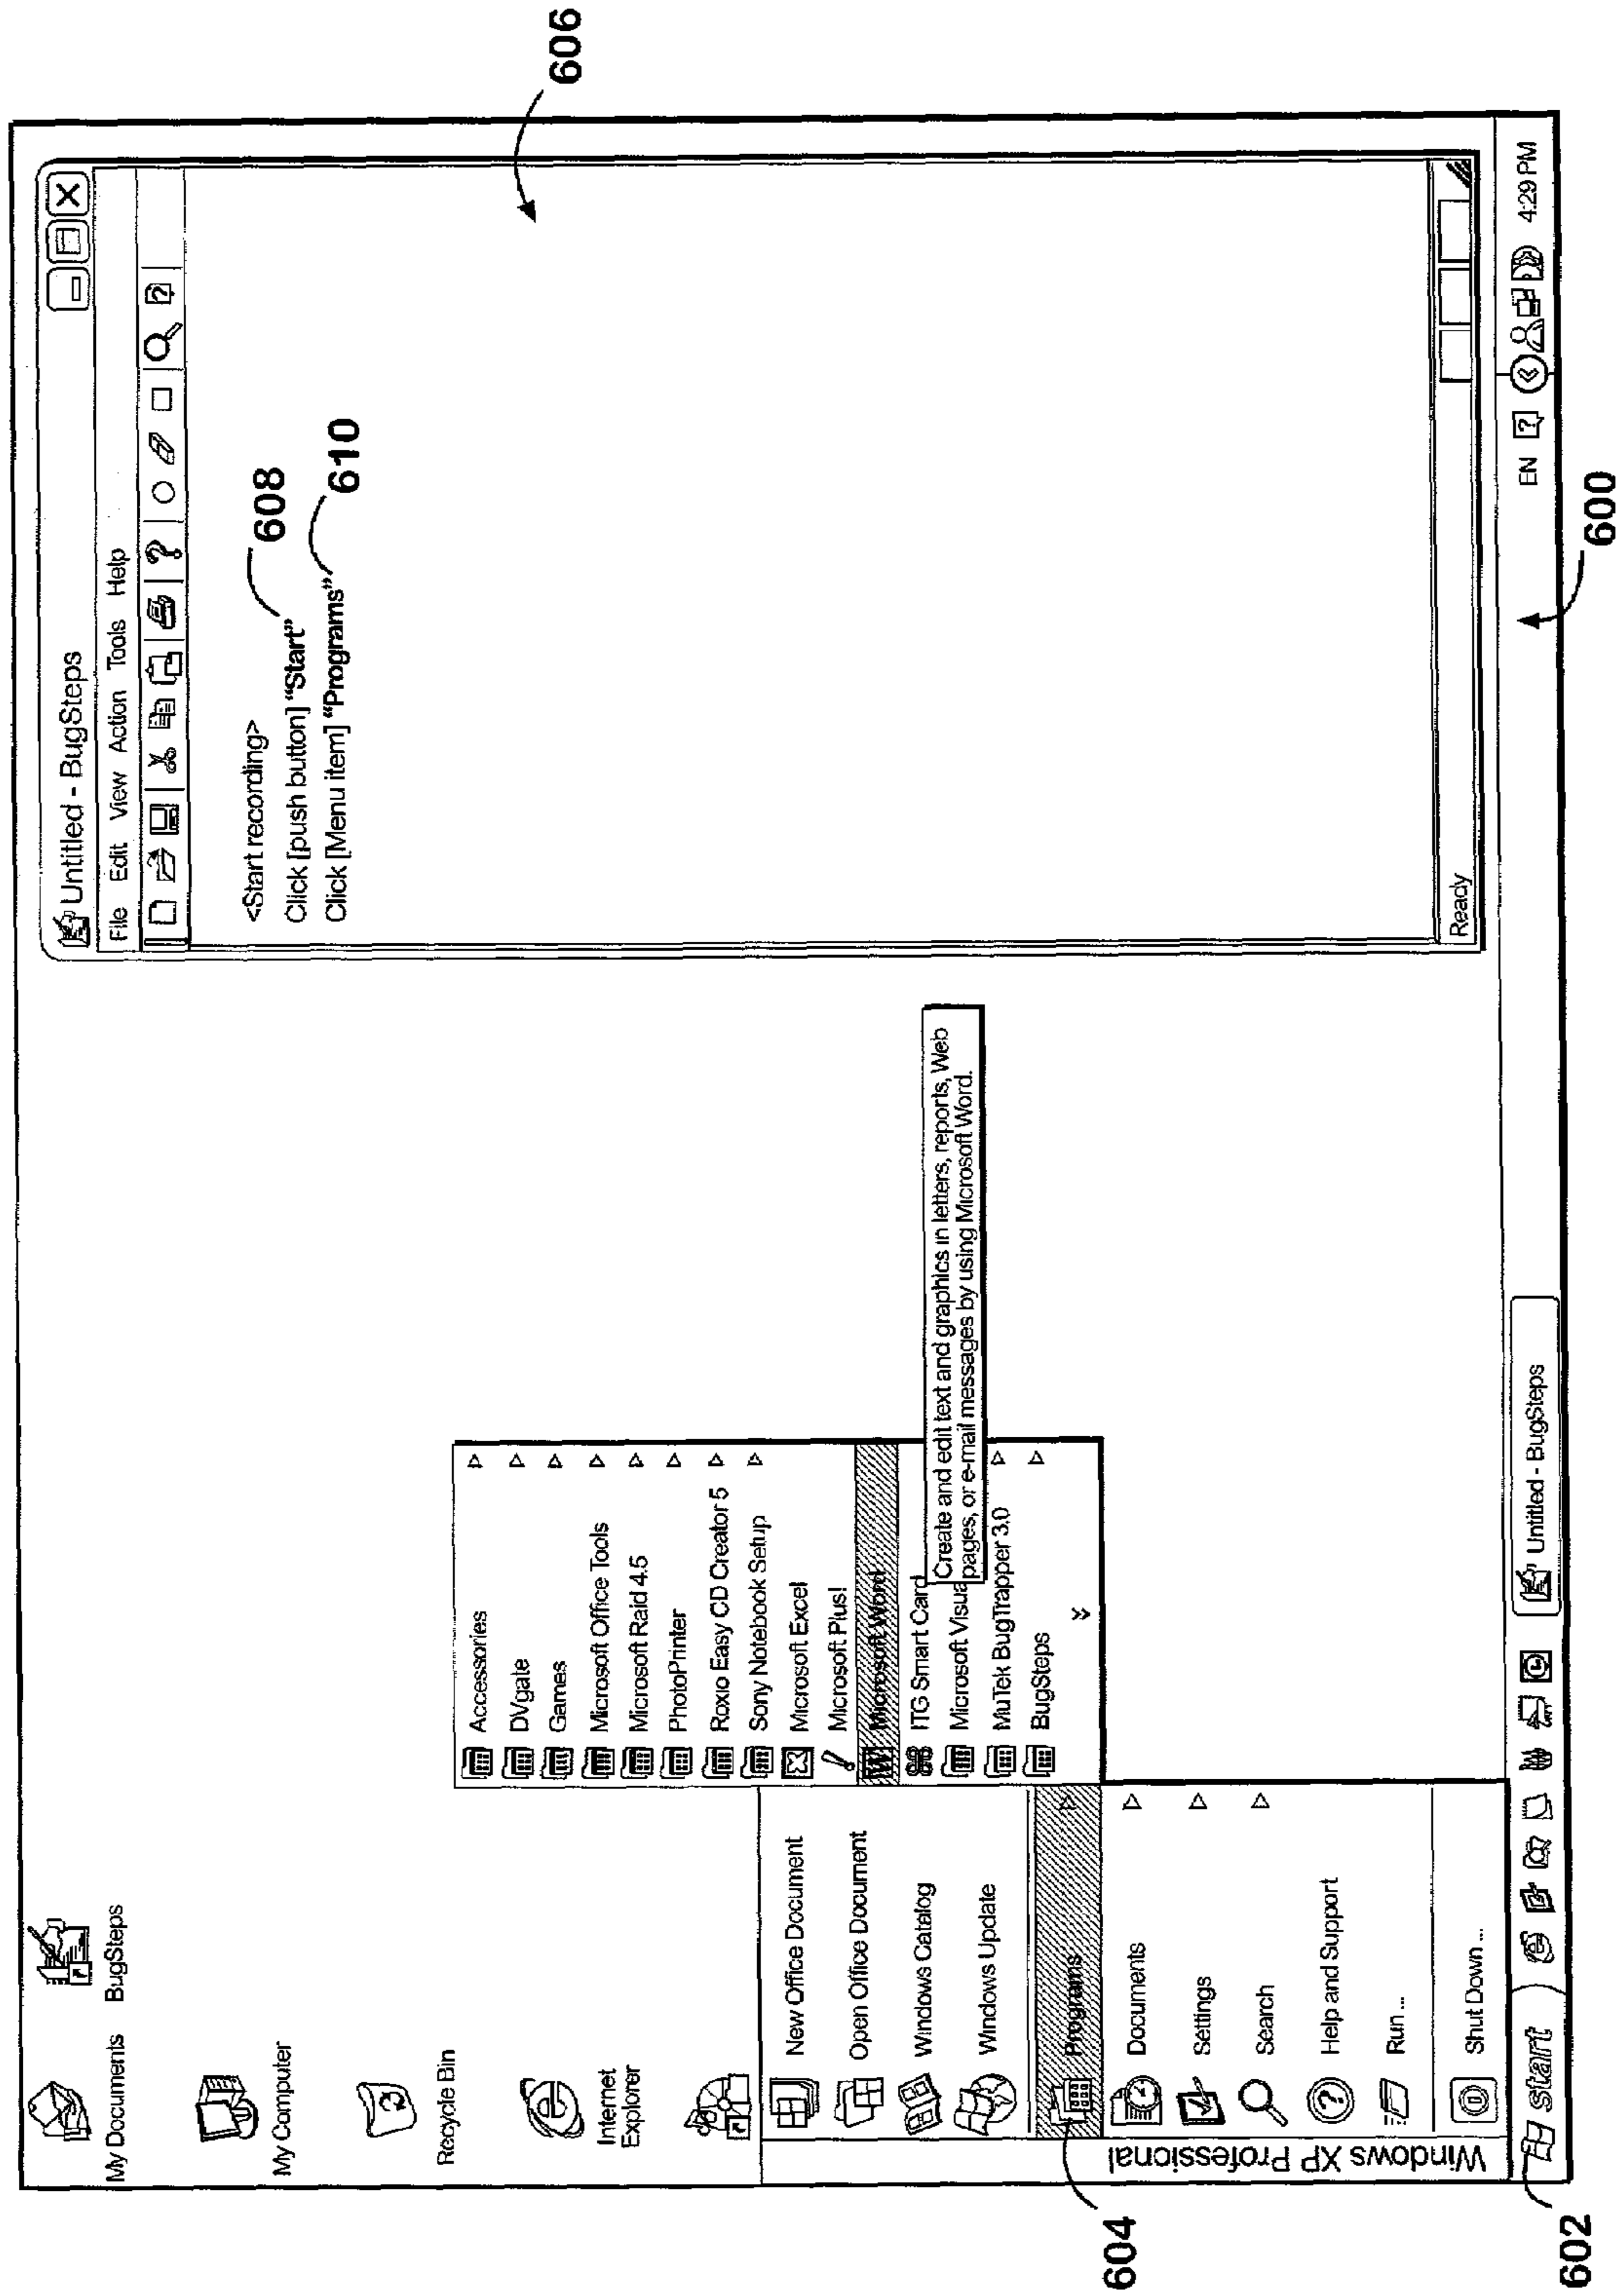 My Documents
BugSteps
My Computer
Recycle Bin
Internet
Explorer
New Office Document
Open Office Document
Windows Catalog
Windows Update
Programs
Documents
Settings
Search
Help and Support
Run ...
Shut Down ...
Windows XP Professional
Accessories
DVgate
Games
Microsoft Office Tools
Microsoft Raid 4.5
PhotoPrinter
Roxio Easy CD Creator 5
Sony Notebook Setup
Microsoft Excel
Microsoft Plus!
Microsoft Word
ITG Smart Card
Microsoft Visua
MuTek BugTrapper 3.0
BugSteps
Create and edit text and graphics in letters, reports, Web
pages, or e-mail messages by using Microsoft Word.
Untitled - BugSteps
File Edit View Action Tools Help
<Start recording>
Click [push button] “Start”
Click [Menu item] “Programs”
608
610
606
Ready
start
Untitled - BugSteps
EN
4:29 PM
604
602
600